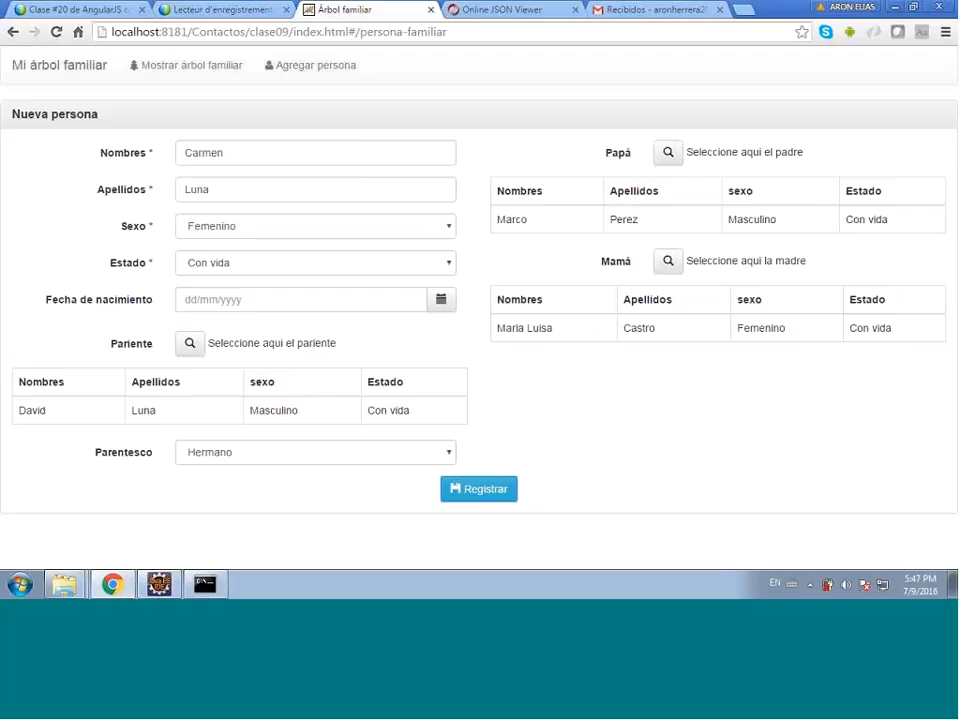 Clase #20 de AngularJS d
Lecteur d'enregistrement
Árbol familiar
Online JSON Viewer
Recibidos - aronherrera20
ARON ELIAS
localhost:8181/Contactos/clase09/index.html#/persona-familiar
Mi árbol familiar
Mostrar árbol familiar
Agregar persona
Nueva persona
Nombres *
Carmen
Apellidos *
Luna
Sexo *
Femenino
Estado *
Con vida
Fecha de nacimiento
dd/mm/yyyy
Pariente
Seleccione aqui el pariente
Nombres Apellidos sexo Estado
David Luna Masculino Con vida
Parentesco
Hermano
Papá
Seleccione aqui el padre
Nombres Apellidos sexo Estado
Marco Perez Masculino Con vida
Mamá
Seleccione aqui la madre
Nombres Apellidos sexo Estado
Maria Luisa Castro Femenino Con vida
Registrar
EN
5:47 PM
7/9/2016